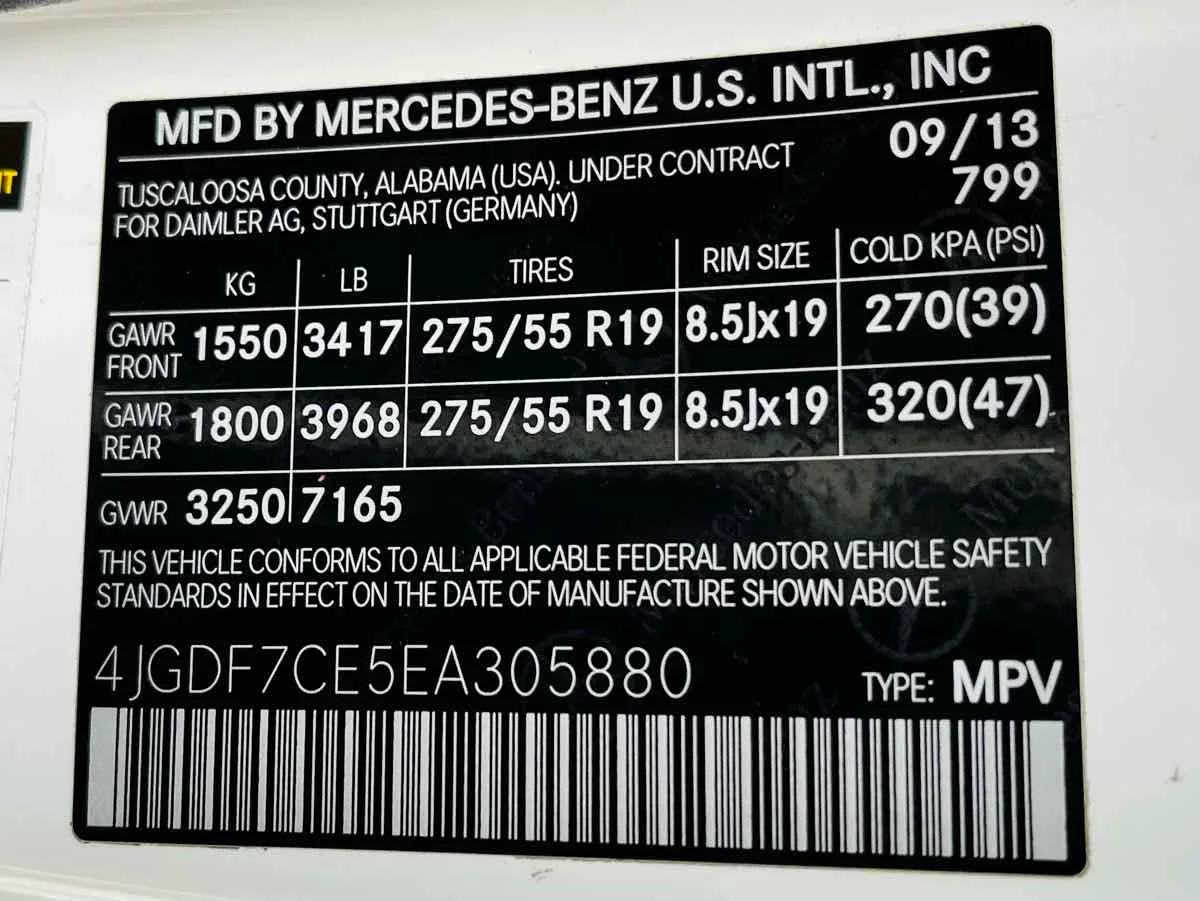 MFD BY MERCEDES-BENZ U.S. INTL., INC
09/13
TUSCALOOSA COUNTY, ALABAMA (USA). UNDER CONTRACT
799
FOR DAIMLER AG, STUTTGART (GERMANY)
KG LB TIRES RIM SIZE COLD KPA (PSI)
GAWR FRONT 1550 3417 275/55 R19 8.5Jx19 270(39)
GAWR REAR 1800 3968 275/55 R19 8.5Jx19 320(47)
GVWR 3250 7165
THIS VEHICLE CONFORMS TO ALL APPLICABLE FEDERAL MOTOR VEHICLE SAFETY
STANDARDS IN EFFECT ON THE DATE OF MANUFACTURE SHOWN ABOVE.
4JGDF7CE5EA305880 TYPE: MPV